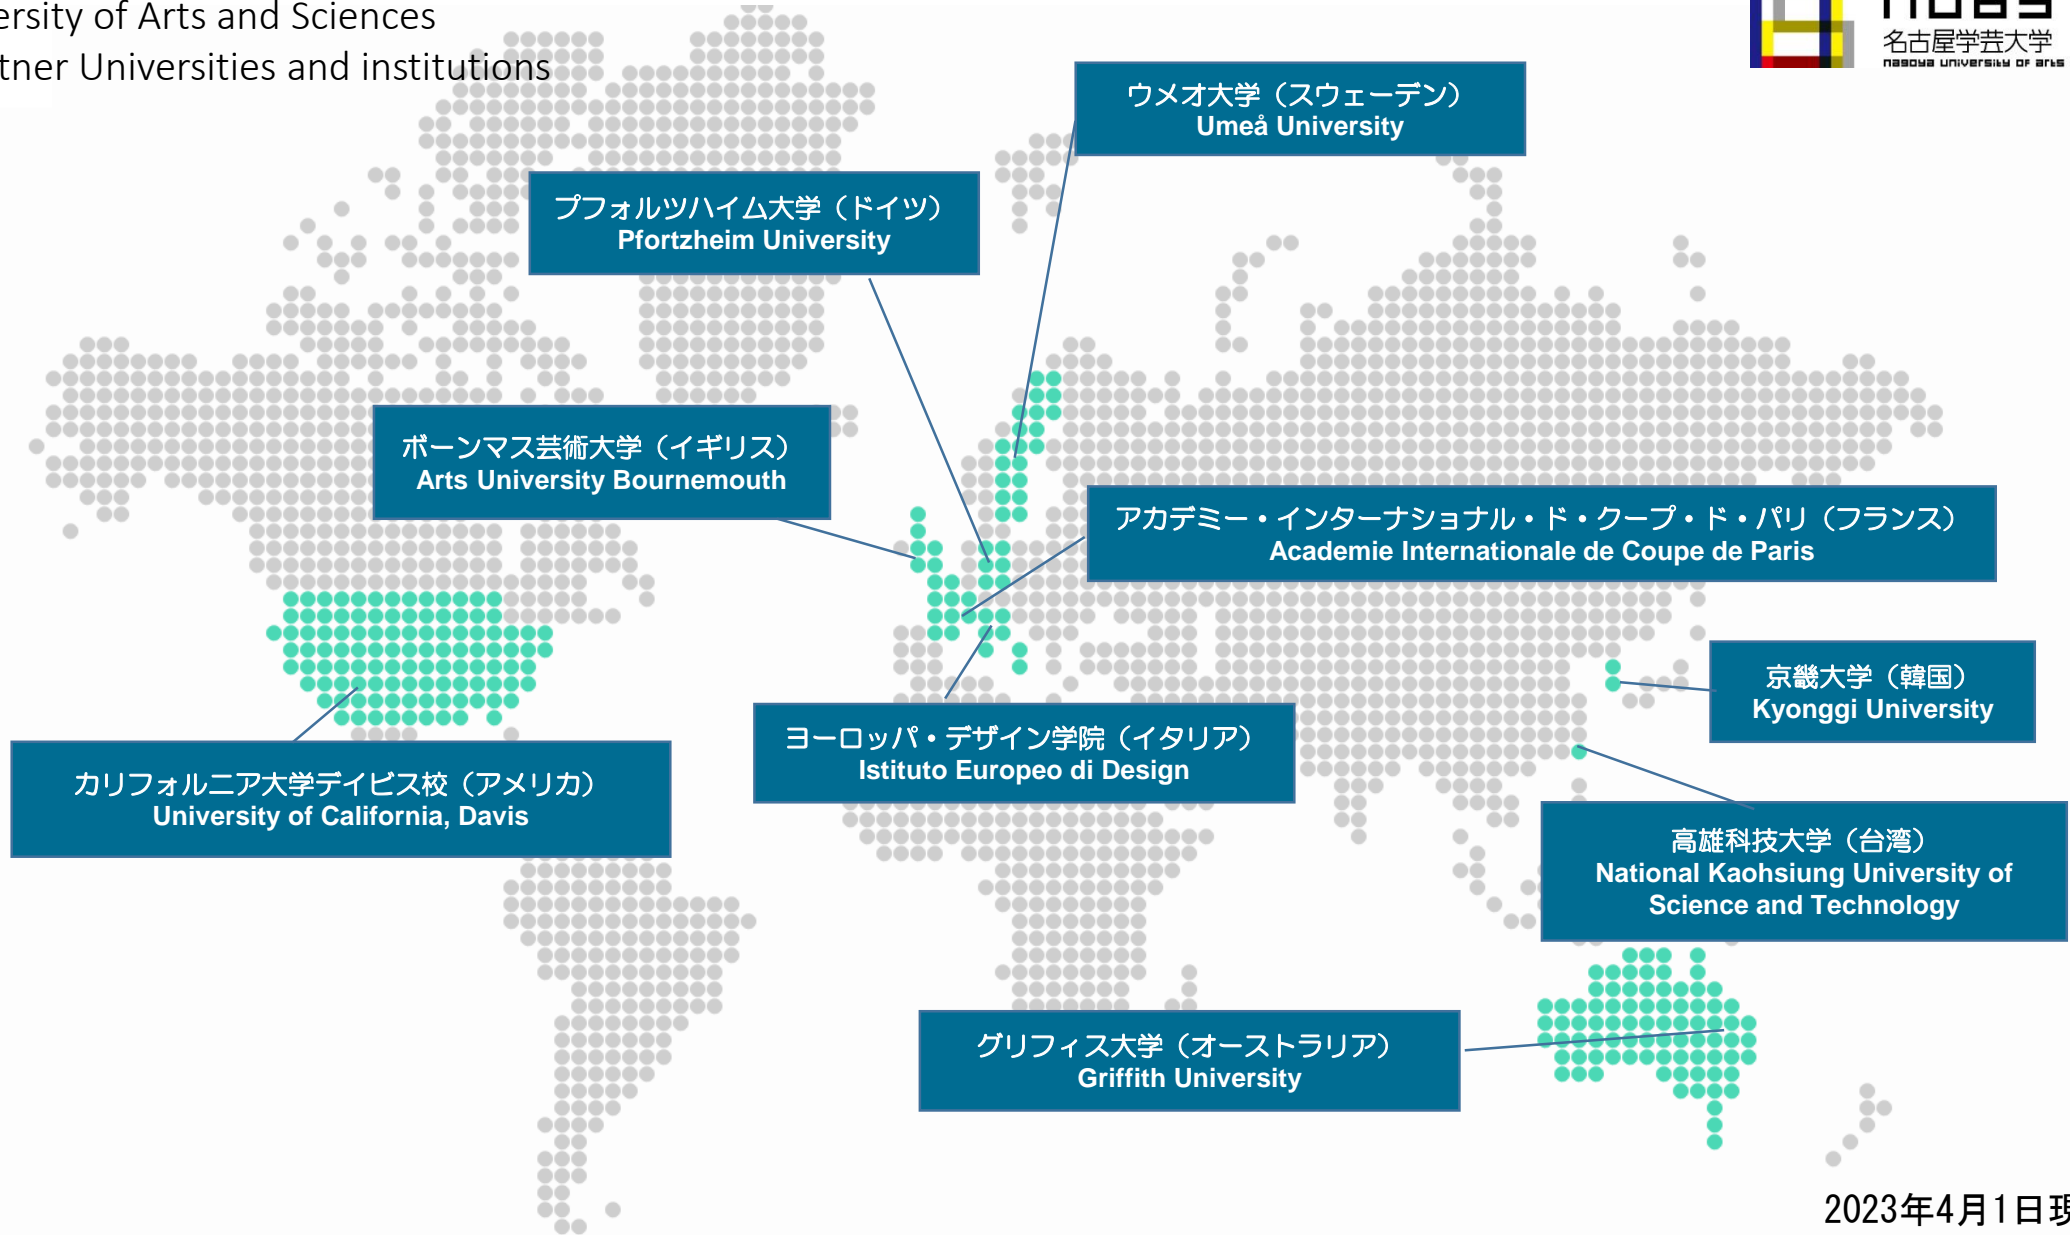 ersity of Arts and Sciences
tner Universities and institutions
nuas
名古屋学芸大学
nagoya university of arts
ウメオ大学（スウェーデン）
Umeå University
プフォルツハイム大学（ドイツ）
Pfortzheim University
ボーンマス芸術大学（イギリス）
Arts University Bournemouth
アカデミー・インターナショナル・ド・クープ・ド・パリ（フランス）
Academie Internationale de Coupe de Paris
京畿大学（韓国）
Kyonggi University
ヨーロッパ・デザイン学院（イタリア）
Istituto Europeo di Design
カリフォルニア大学デイビス校（アメリカ）
University of California, Davis
高雄科技大学（台湾）
National Kaohsiung University of
Science and Technology
グリフィス大学（オーストラリア）
Griffith University
2023年4月1日現